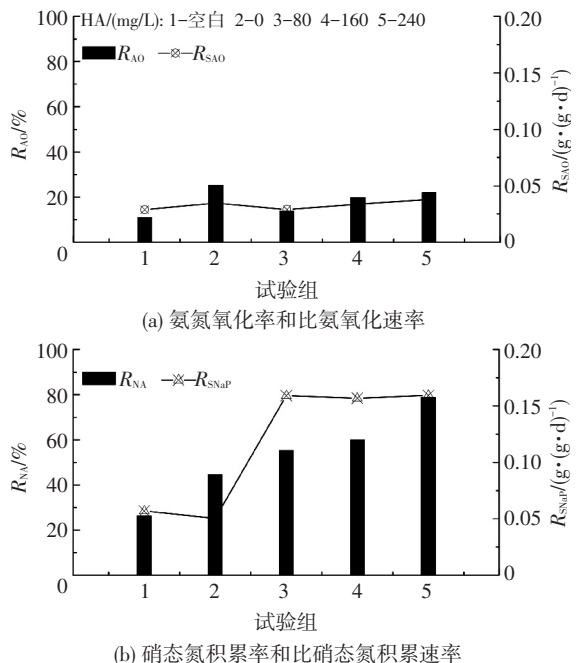 HA/(mg/L): 1-空白 2-0 3-80 4-160 5-240
R_AO R_SAO
R_AO/%
100
80
60
40
20
0
R_SAO/(g·(g·d)⁻¹)
0.20
0.15
0.10
0.05
0
1 2 3 4 5
试验组
(a) 氨氮氧化率和比氨氧化速率
R_NA R_SNaP
R_NA/%
100
80
60
40
20
0
R_SNaP/(g·(g·d)⁻¹)
0.20
0.15
0.10
0.05
0
1 2 3 4 5
试验组
(b) 硝态氮积累率和比硝态氮积累速率